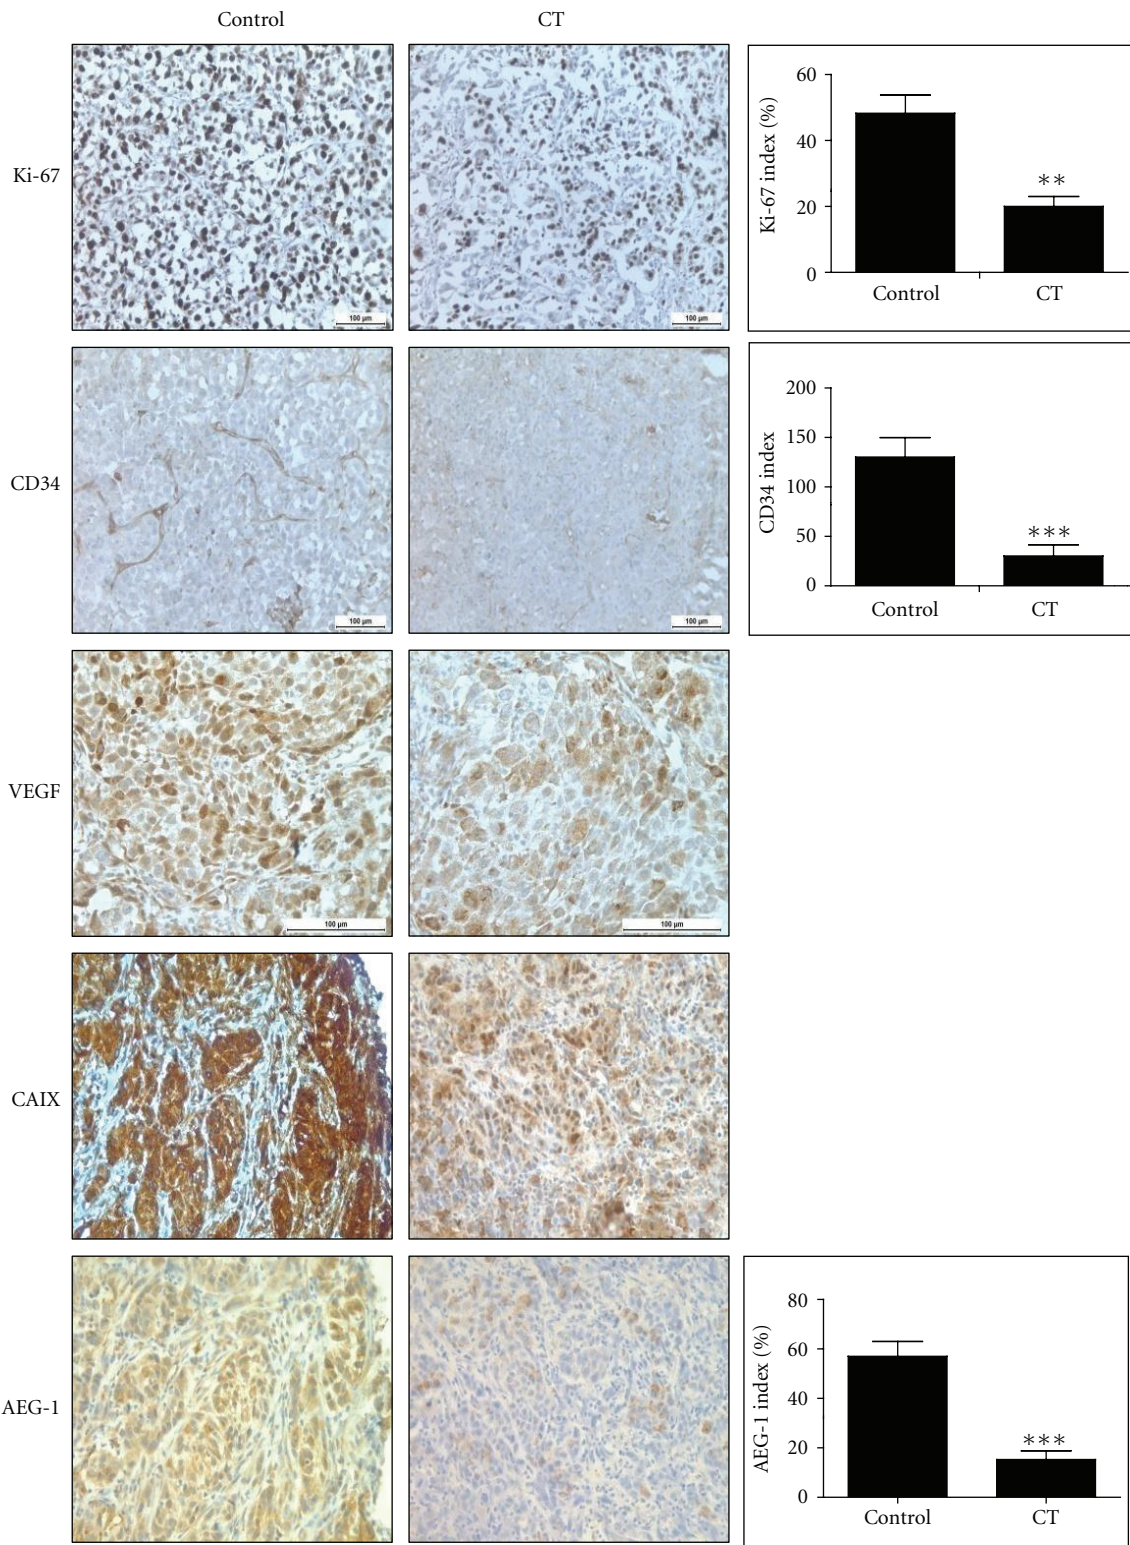 Control CT
Ki-67
100 µm
100 µm
Ki-67 index (%)
60
40
20
0
**
Control CT
CD34
100 µm
100 µm
CD34 index
200
150
100
50
0
***
Control CT
VEGF
100 µm
100 µm
CAIX
AEG-1
AEG-1 index (%)
80
60
40
20
0
***
Control CT